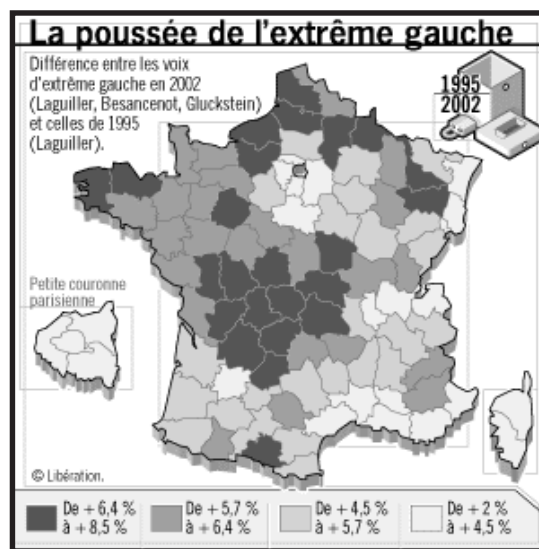 La poussée de l'extrême gauche
Différence entre les voix
d'extrême gauche en 2002
(Laguiller, Besancenot, Gluckstein)
et celles de 1995
(Laguiller).
1995
2002
Petite couronne
parisienne
© Libération.
De + 6,4 %
à + 8,5 %
De + 5,7 %
à + 6,4 %
De + 4,5 %
à + 5,7 %
De + 2 %
à + 4,5 %